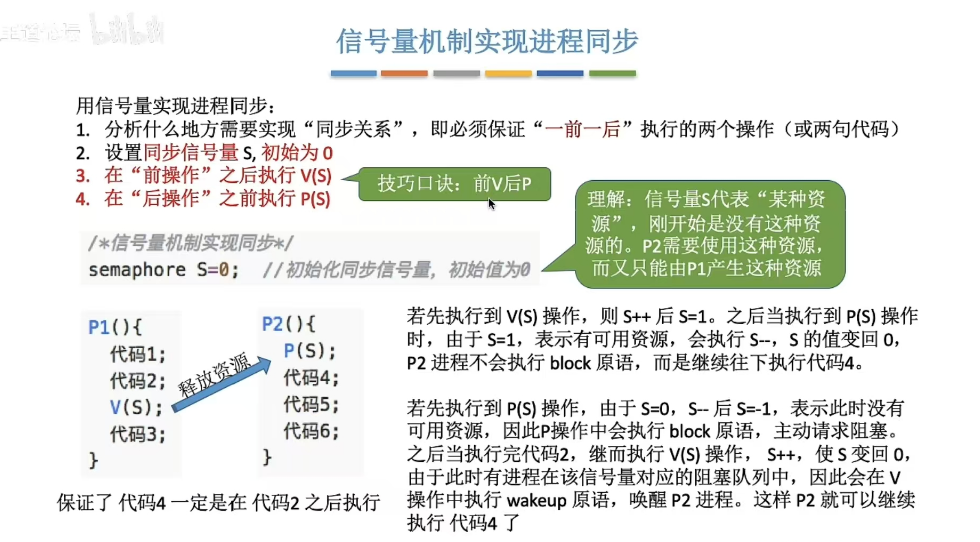 bilibili
信号量机制实现进程同步
用信号量实现进程同步：
1. 分析什么地方需要实现“同步关系”，即必须保证“一前一后”执行的两个操作（或两句代码）
2. 设置同步信号量 S, 初始为 0
3. 在“前操作”之后执行 V(S)
4. 在“后操作”之前执行 P(S)
技巧口诀：前V后P
理解：信号量S代表“某种资
源”，刚开始是没有这种资
源的。P2需要使用这种资源，
而又只能由P1产生这种资源
/*信号量机制实现同步*/
semaphore S=0; //初始化同步信号量，初始值为0
P1(){
代码1;
代码2;
V(S);
代码3;
}
释放资源
P2(){
P(S);
代码4;
代码5;
代码6;
}
保证了 代码4 一定是在 代码2 之后执行
若先执行到 V(S) 操作，则 S++ 后 S=1。之后当执行到 P(S) 操作
时，由于 S=1，表示有可用资源，会执行 S--，S 的值变回 0，
P2 进程不会执行 block 原语，而是继续往下执行代码4。
若先执行到 P(S) 操作，由于 S=0，S-- 后 S=-1，表示此时没有
可用资源，因此P操作中会执行 block 原语，主动请求阻塞。
之后当执行完代码2，继而执行 V(S) 操作， S++，使 S 变回 0，
由于此时有进程在该信号量对应的阻塞队列中，因此会在 V
操作中执行 wakeup 原语，唤醒 P2 进程。这样 P2 就可以继续
执行 代码4 了